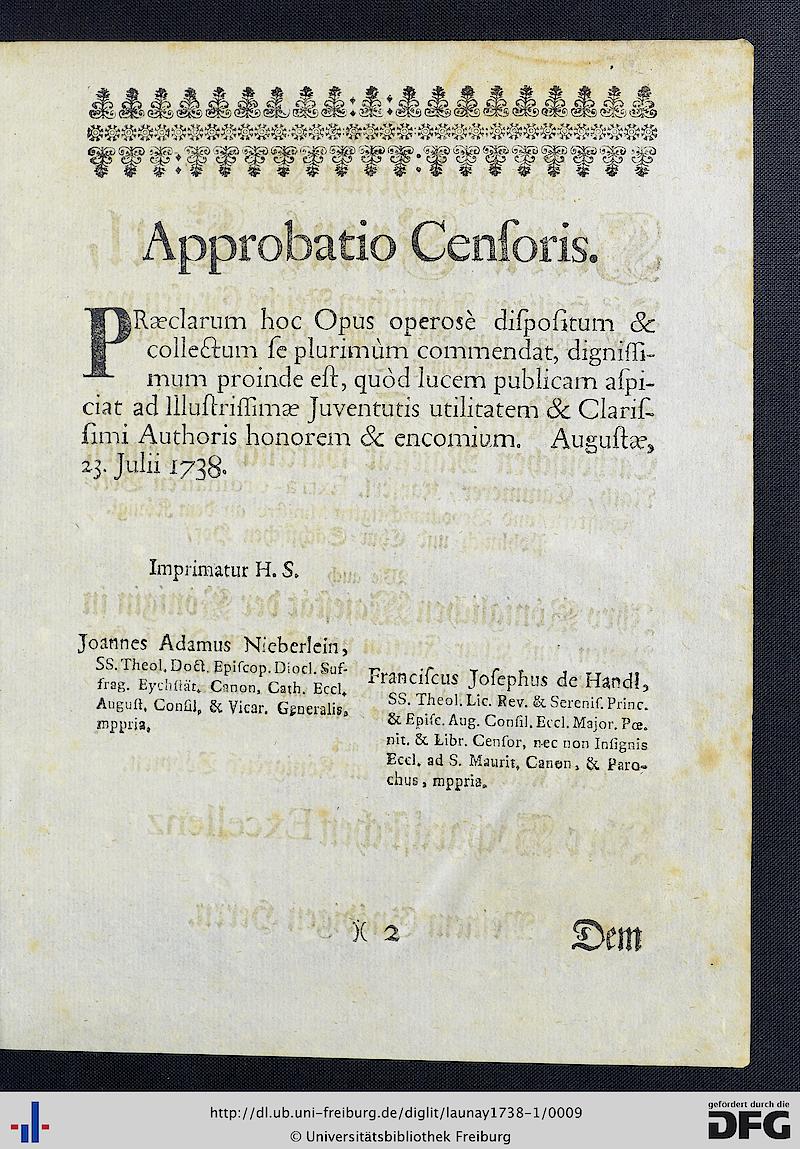 Approbatio Cenſoris.
PRæclarum hoc Opus operosè diſpoſitum &
collectum ſe plurimùm commendat, digniſſi-
mum proinde eſt, quòd lucem publicam aſpi-
ciat ad Illuſtriſſimæ Juventutis utilitatem & Clariſ-
ſimi Authoris honorem & encomium. Auguſtæ,
23. Julii 1738.
Imprimatur H. S.
Joannes Adamus Nieberlein,
SS. Theol. Doct. Epiſcop. Diocl. Suf-
frag. Eychſtät. Canon. Cath. Eccl.
Auguſt, Conſil, & Vicar. Generalis,
mppria.
Franciſcus Joſephus de Handl,
SS. Theol. Lic. Rev. & Sereniſ. Princ.
& Epiſc. Aug. Conſil. Eccl. Major. Pœ-
nit. & Libr. Cenſor, nec non Inſignis
Eccl. ad S. Maurit, Canon, & Paro-
chus, mppria.
)( 2 Dem
http://dl.ub.uni-freiburg.de/diglit/launay1738-1/0009
© Universitätsbibliothek Freiburg
gefördert durch die
DFG